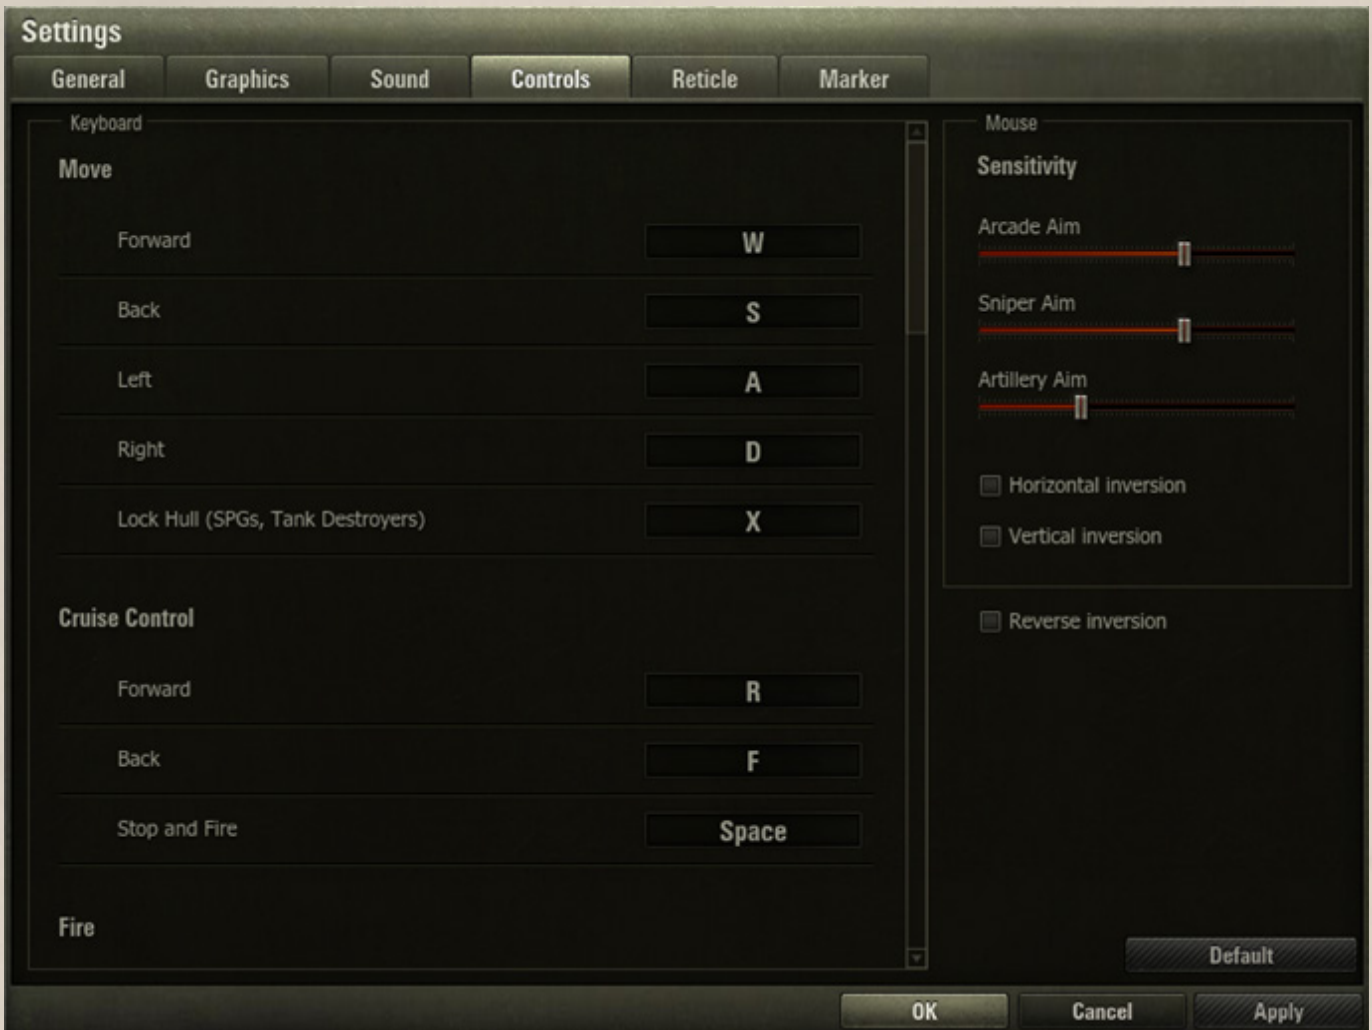 Settings
General Graphics Sound Controls Reticle Marker
Keyboard
Move
Forward W
Back S
Left A
Right D
Lock Hull (SPGs, Tank Destroyers) X
Cruise Control
Forward R
Back F
Stop and Fire Space
Fire
Mouse
Sensitivity
Arcade Aim
Sniper Aim
Artillery Aim
Horizontal inversion
Vertical inversion
Reverse inversion
Default
OK Cancel Apply